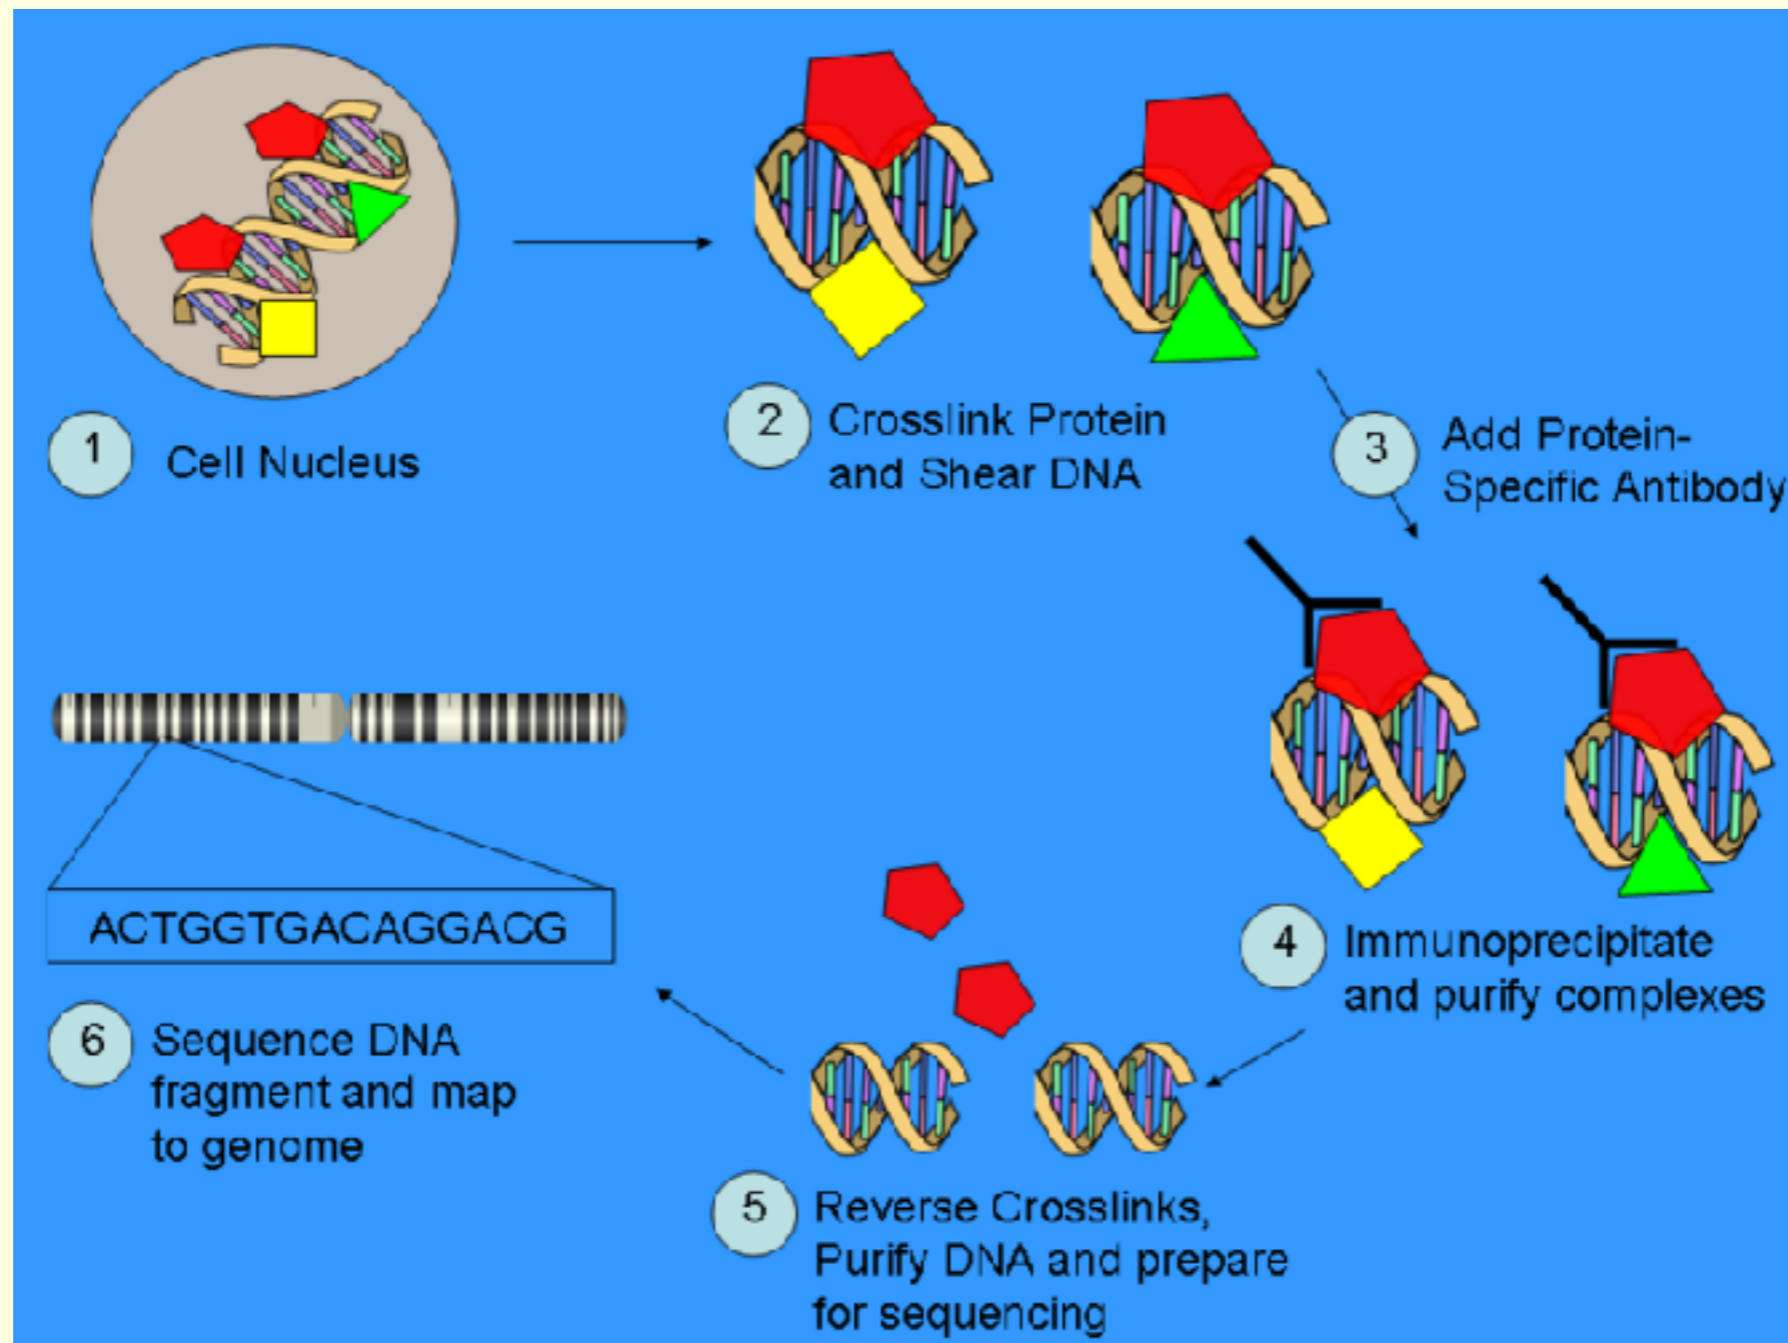 1
Cell Nucleus
2
Crosslink Protein
and Shear DNA
3
Add Protein-
Specific Antibody
4
Immunoprecipitate
and purify complexes
5
Reverse Crosslinks,
Purify DNA and prepare
for sequencing
6
Sequence DNA
fragment and map
to genome
ACTGGTGACAGGACG